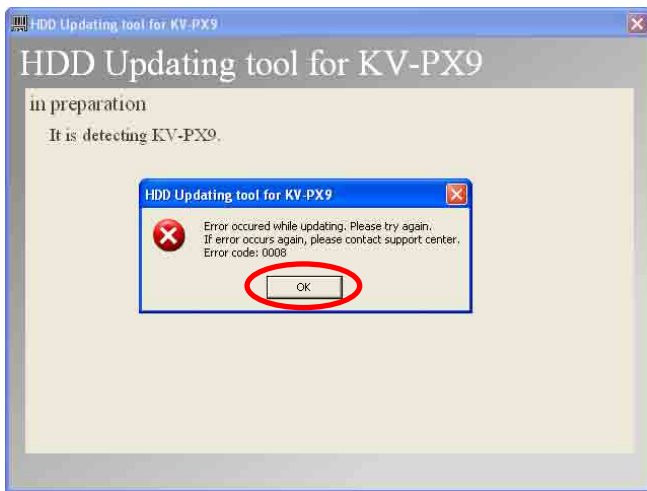 HDD Updating tool for KV-PX9
HDD Updating tool for KV-PX9
in preparation
It is detecting KV-PX9.
HDD Updating tool for KV-PX9
Error occured while updating. Please try again.
If error occurs again, please contact support center.
Error code: 0008
OK